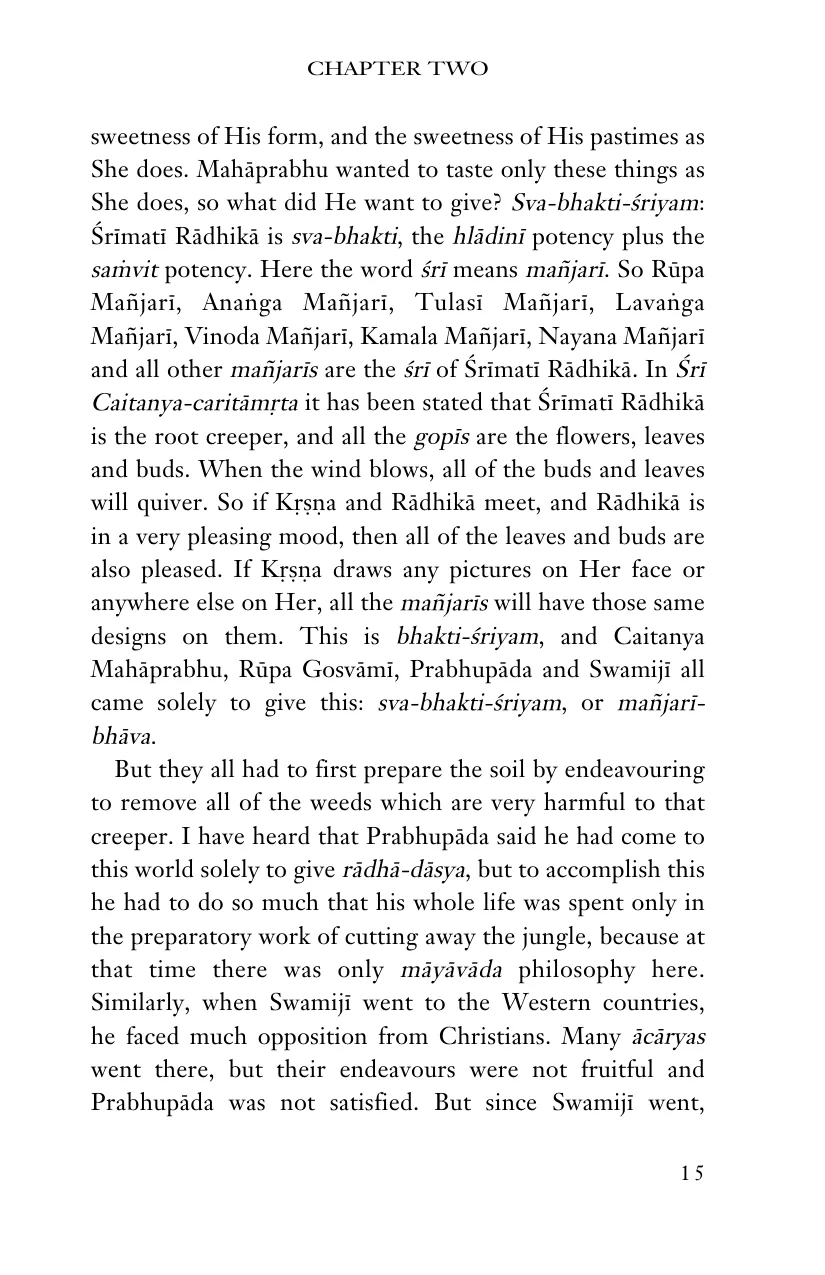 CHAPTER TWO
sweetness of His form, and the sweetness of His pastimes as
She does. Mahāprabhu wanted to taste only these things as
She does, so what did He want to give? Sva-bhakti-śriyam:
Śrīmatī Rādhikā is sva-bhakti, the hlādinī potency plus the
saṁvit potency. Here the word śrī means mañjarī. So Rūpa
Mañjarī, Anaṅga Mañjarī, Tulasī Mañjarī, Lavaṅga
Mañjarī, Vinoda Mañjarī, Kamala Mañjarī, Nayana Mañjarī
and all other mañjarīs are the śrī of Śrīmatī Rādhikā. In Śrī
Caitanya-caritāmṛta it has been stated that Śrīmatī Rādhikā
is the root creeper, and all the gopīs are the flowers, leaves
and buds. When the wind blows, all of the buds and leaves
will quiver. So if Kṛṣṇa and Rādhikā meet, and Rādhikā is
in a very pleasing mood, then all of the leaves and buds are
also pleased. If Kṛṣṇa draws any pictures on Her face or
anywhere else on Her, all the mañjarīs will have those same
designs on them. This is bhakti-śriyam, and Caitanya
Mahāprabhu, Rūpa Gosvāmī, Prabhupāda and Swamijī all
came solely to give this: sva-bhakti-śriyam, or mañjarī-
bhāva.
But they all had to first prepare the soil by endeavouring
to remove all of the weeds which are very harmful to that
creeper. I have heard that Prabhupāda said he had come to
this world solely to give rādhā-dāsya, but to accomplish this
he had to do so much that his whole life was spent only in
the preparatory work of cutting away the jungle, because at
that time there was only māyāvāda philosophy here.
Similarly, when Swamijī went to the Western countries,
he faced much opposition from Christians. Many ācāryas
went there, but their endeavours were not fruitful and
Prabhupāda was not satisfied. But since Swamijī went,
15